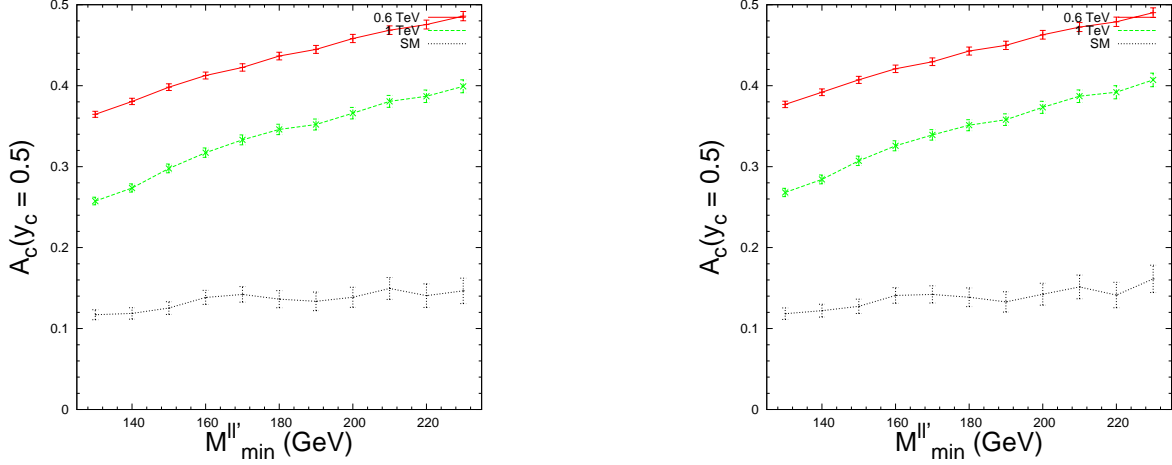 0.5
0.4
0.3
0.2
0.1
0
A_c(y_c = 0.5)
0.6 TeV
1 TeV
SM
140 160 180 200 220
M^{ll'}_{min} (GeV)
0.5
0.4
0.3
0.2
0.1
0
A_c(y_c = 0.5)
0.6 TeV
1 TeV
SM
140 160 180 200 220
M^{ll'}_{min} (GeV)